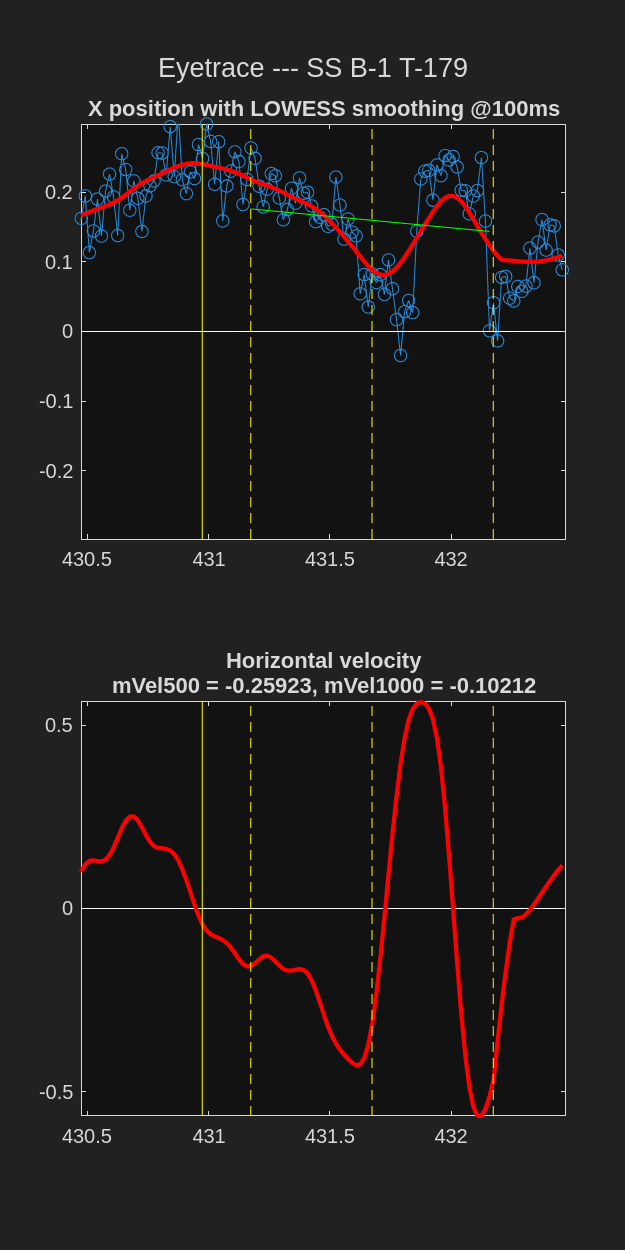 Eyetrace --- SS B-1 T-179
X position with LOWESS smoothing @100ms
0.2
0.1
0
-0.1
-0.2
430.5 431 431.5 432
Horizontal velocity
mVel500 = -0.25923, mVel1000 = -0.10212
0.5
0
-0.5
430.5 431 431.5 432